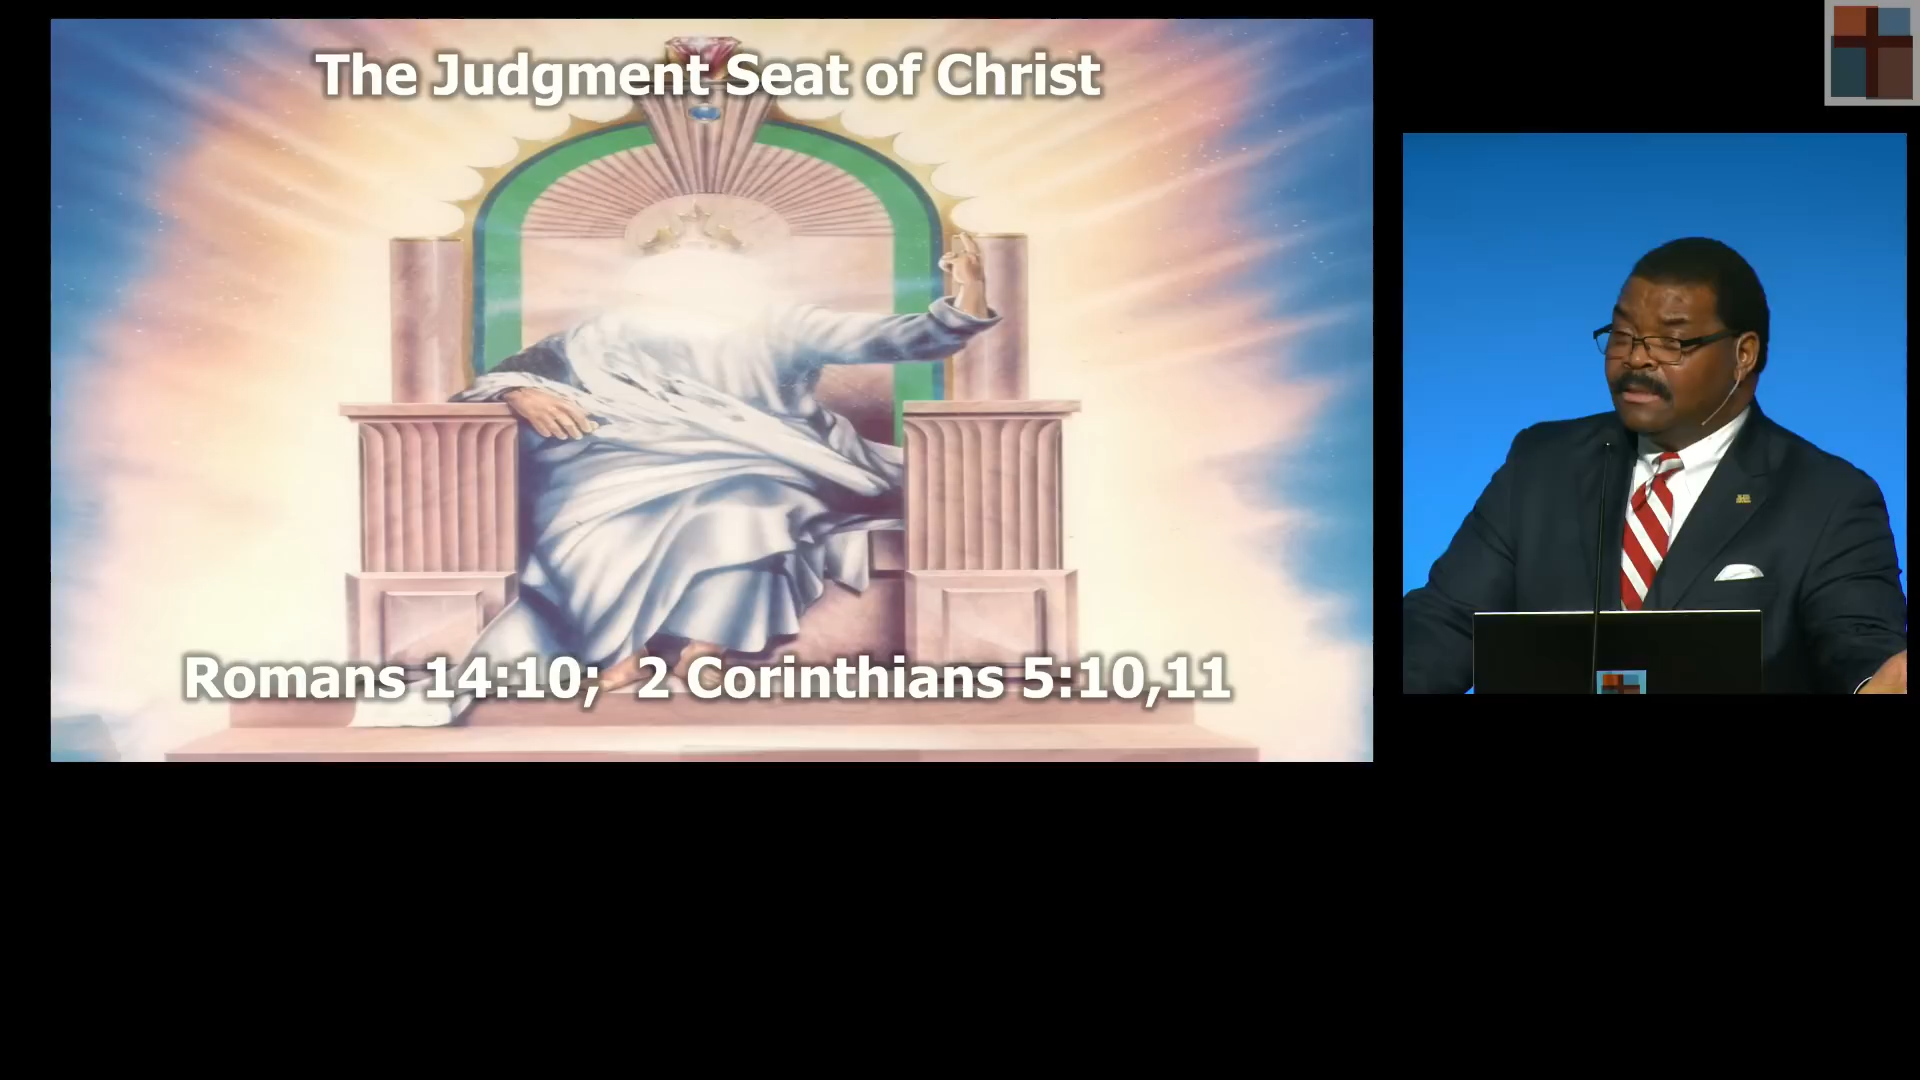 The Judgment Seat of Christ
Romans 14:10;  2 Corinthians 5:10,11